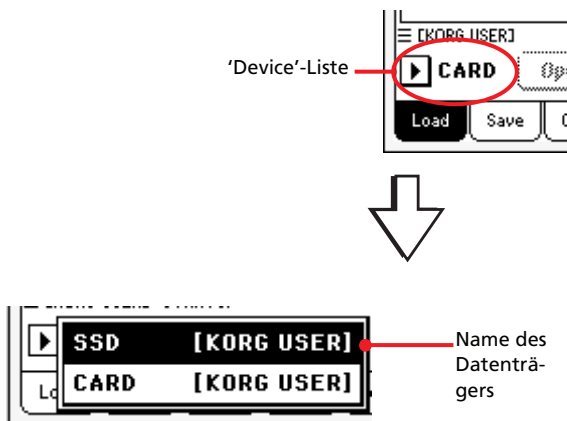 [KORG USER]
'Device'-Liste
CARD
Load Save
SSD [KORG USER]
CARD [KORG USER]
Name des
Datenträ-
gers